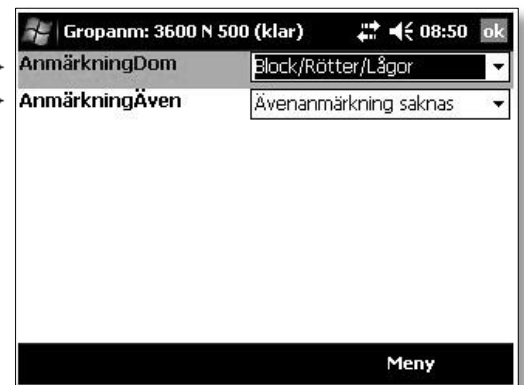 Gropanm: 3600 N 500 (klar) 08:50 ok
AnmärkningDom Block/Rötter/Lågor
AnmärkningÄven Ävenanmärkning saknas
Meny